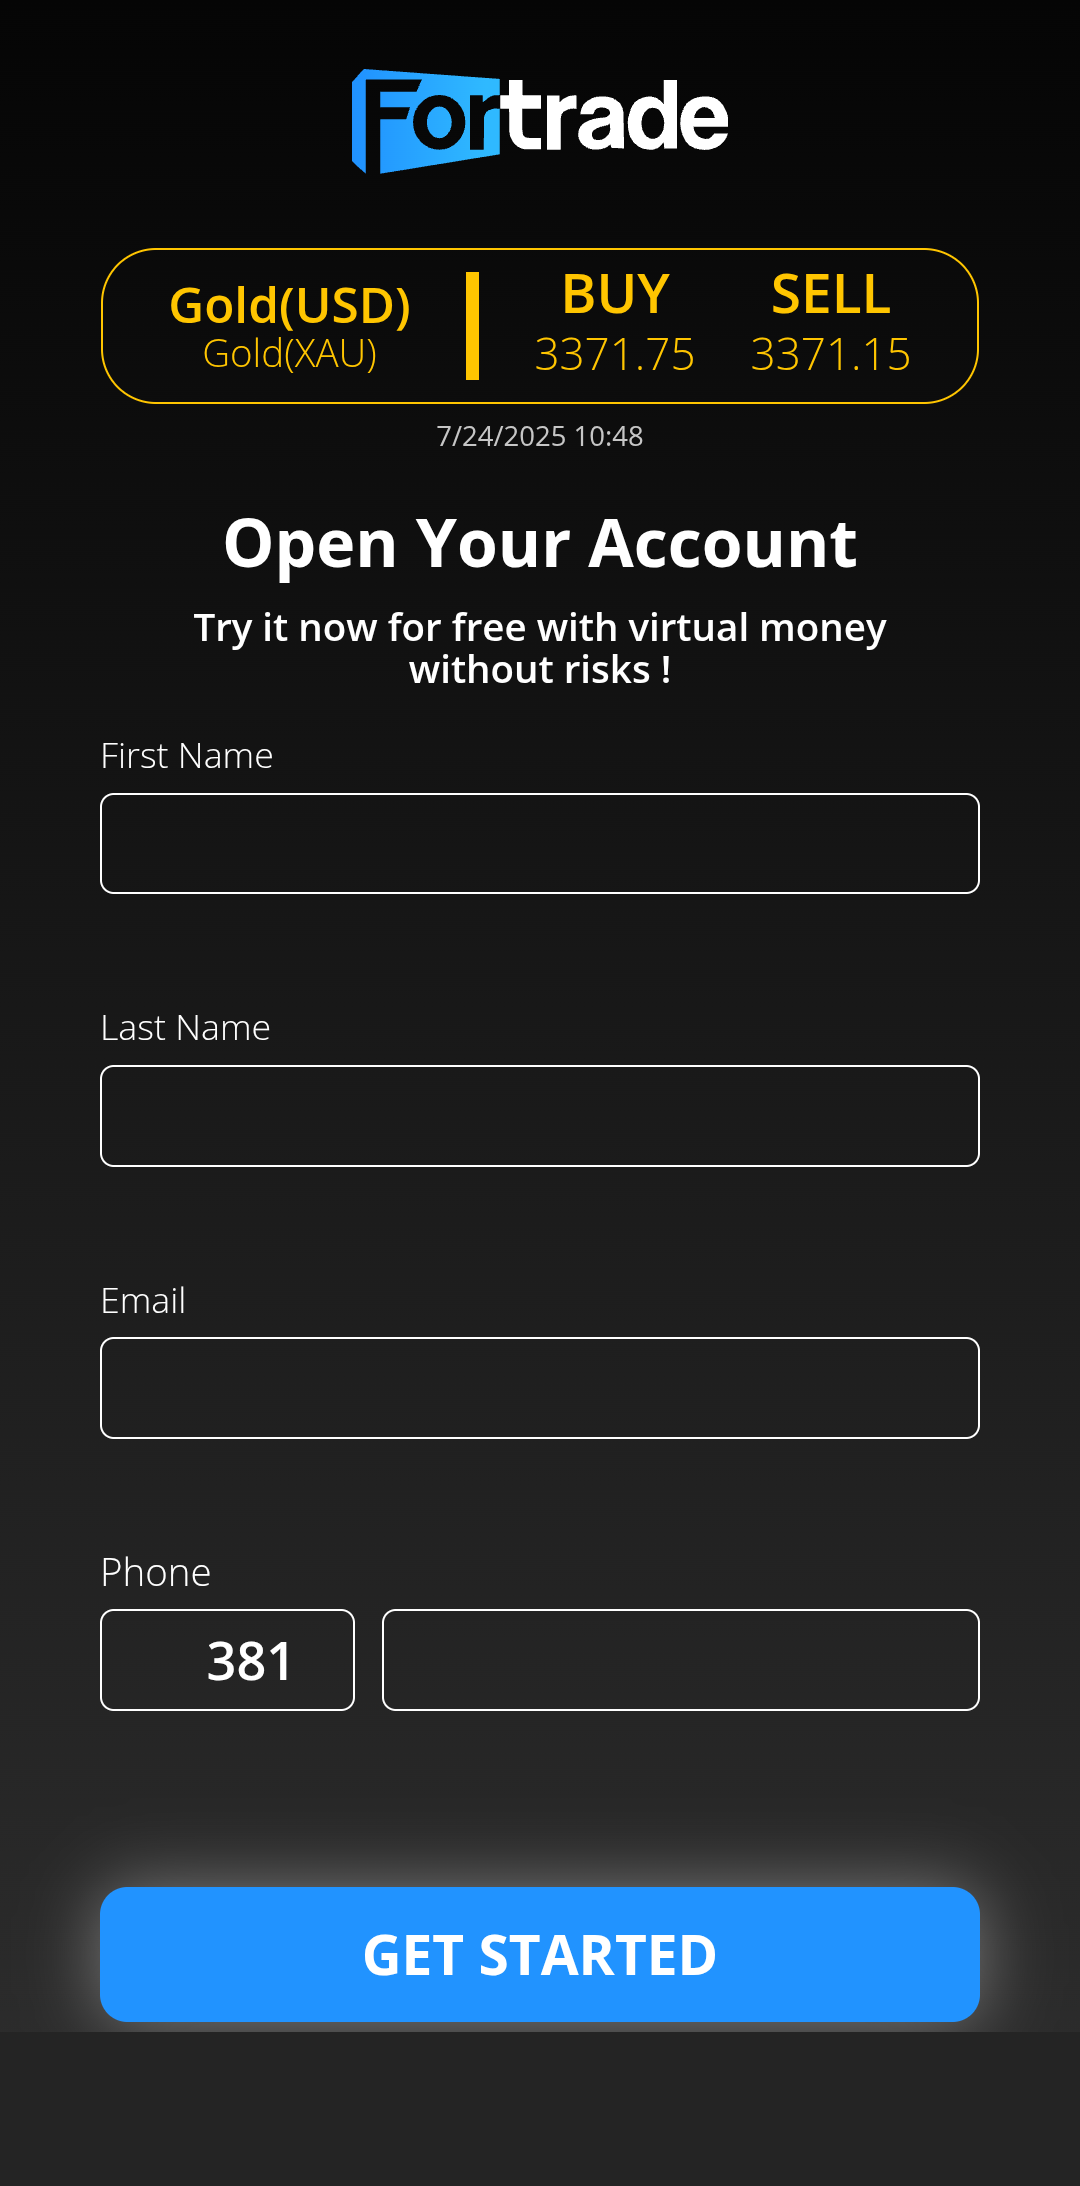 Fortrade
Gold(USD)
Gold(XAU)
BUY
3371.75
SELL
3371.15
7/24/2025 10:48
Open Your Account
Try it now for free with virtual money
without risks !
First Name
Last Name
Email
Phone
381
GET STARTED